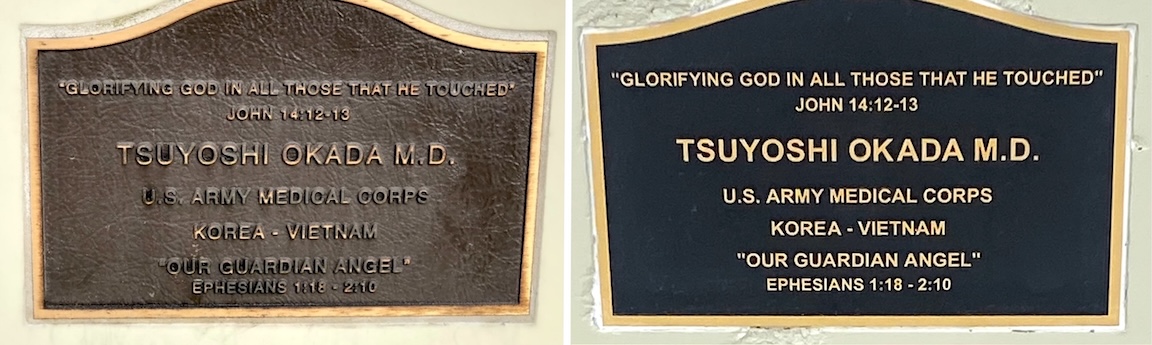 "GLORIFYING GOD IN ALL THOSE THAT HE TOUCHED"
JOHN 14:12-13
TSUYOSHI OKADA M.D.
U.S. ARMY MEDICAL CORPS
KOREA - VIETNAM
"OUR GUARDIAN ANGEL"
EPHESIANS 1:18 - 2:10
"GLORIFYING GOD IN ALL THOSE THAT HE TOUCHED"
JOHN 14:12-13
TSUYOSHI OKADA M.D.
U.S. ARMY MEDICAL CORPS
KOREA - VIETNAM
"OUR GUARDIAN ANGEL"
EPHESIANS 1:18 - 2:10